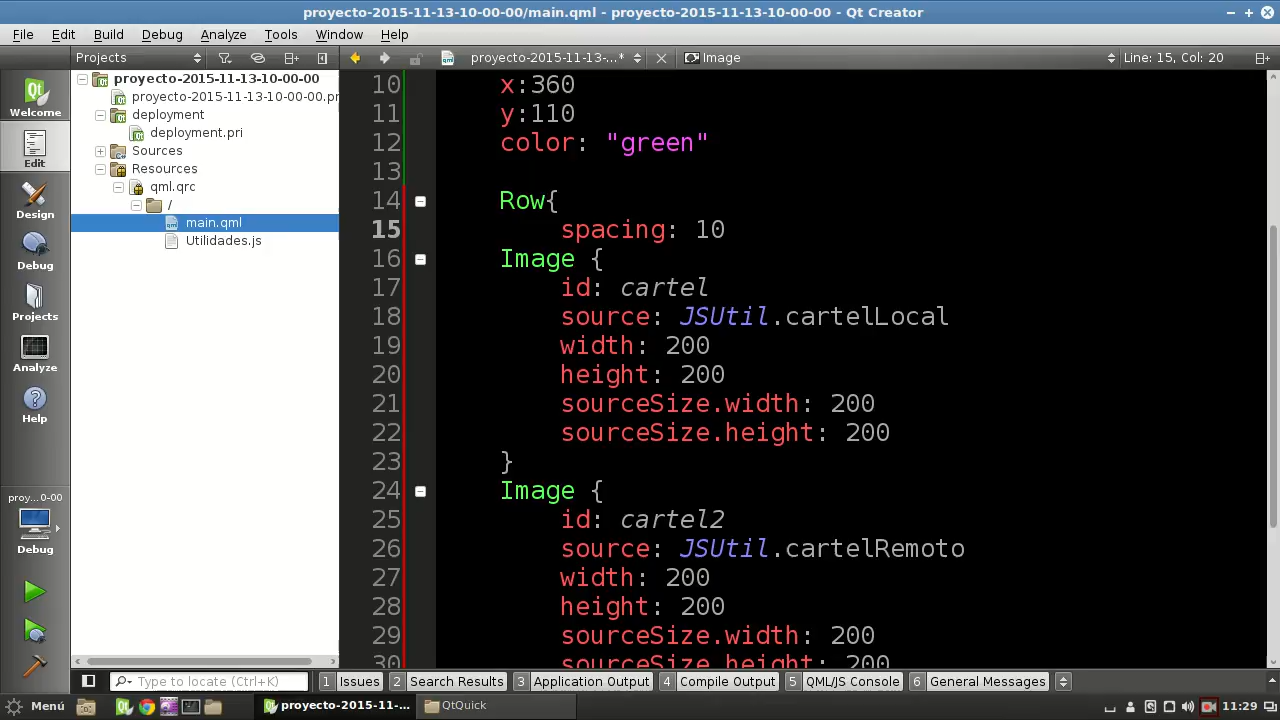 proyecto-2015-11-13-10-00-00/main.qml - proyecto-2015-11-13-10-00-00 - Qt Creator
File Edit Build Debug Analyze Tools Window Help
Projects
proyecto-2015-11-13-...* Image Line: 15, Col: 20
Welcome
Edit
Design
Debug
Projects
Analyze
Help
proy...0-00
Debug
proyecto-2015-11-13-10-00-00
proyecto-2015-11-13-10-00-00.pr
deployment
deployment.pri
Sources
Resources
qml.qrc
/
main.qml
Utilidades.js
10 x:360
11 y:110
12 color: "green"
13
14 Row{
15 spacing: 10
16 Image {
17 id: cartel
18 source: JSUtil.cartelLocal
19 width: 200
20 height: 200
21 sourceSize.width: 200
22 sourceSize.height: 200
23 }
24 Image {
25 id: cartel2
26 source: JSUtil.cartelRemoto
27 width: 200
28 height: 200
29 sourceSize.width: 200
30 sourceSize.height: 200
Type to locate (Ctrl+K) 1 Issues 2 Search Results 3 Application Output 4 Compile Output 5 QML/JS Console 6 General Messages
Menú proyecto-2015-11-... QtQuick 11:29